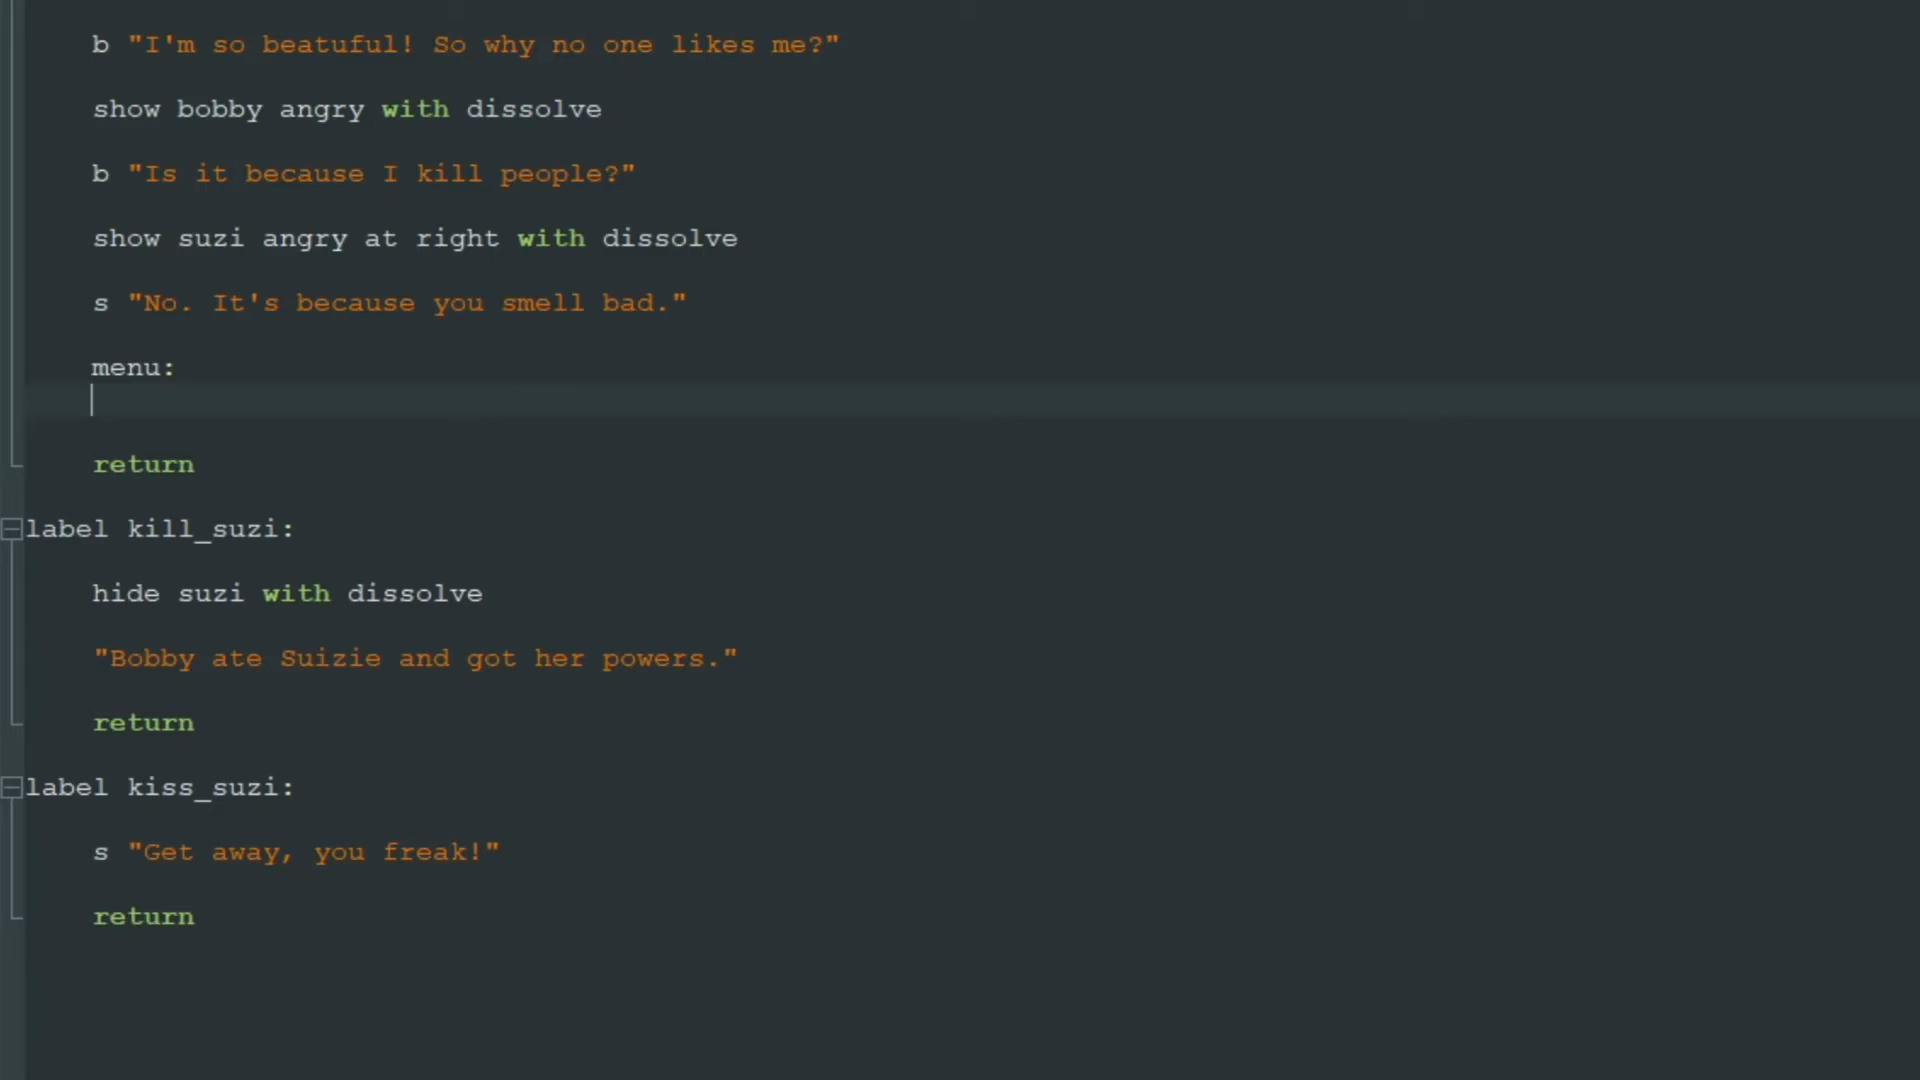 b "I'm so beatuful! So why no one likes me?"
show bobby angry with dissolve
b "Is it because I kill people?"
show suzi angry at right with dissolve
s "No. It's because you smell bad."
menu:
return
label kill_suzi:
hide suzi with dissolve
"Bobby ate Suizie and got her powers."
return
label kiss_suzi:
s "Get away, you freak!"
return